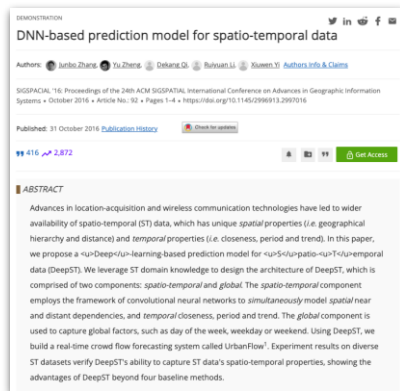 DEMONSTRATION
DNN-based prediction model for spatio-temporal data
Authors: Junbo Zhang, Yu Zheng, Dekang Qi, Ruiyuan Li, Xiuwen Yi Authors Info & Claims
SIGSPACIAL '16: Proceedings of the 24th ACM SIGSPATIAL International Conference on Advances in Geographic Information
Systems • October 2016 • Article No.: 92 • Pages 1–4 • https://doi.org/10.1145/2996913.2997016
Published: 31 October 2016 Publication History Check for updates
416 2,872 Get Access
ABSTRACT
Advances in location-acquisition and wireless communication technologies have led to wider
availability of spatio-temporal (ST) data, which has unique spatial properties (i.e. geographical
hierarchy and distance) and temporal properties (i.e. closeness, period and trend). In this paper,
we propose a <u>Deep</u>-learning-based prediction model for <u>S</u>patio-<u>T</u>emporal
data (DeepST). We leverage ST domain knowledge to design the architecture of DeepST, which is
comprised of two components: spatio-temporal and global. The spatio-temporal component
employs the framework of convolutional neural networks to simultaneously model spatial near
and distant dependencies, and temporal closeness, period and trend. The global component is
used to capture global factors, such as day of the week, weekday or weekend. Using DeepST, we
build a real-time crowd flow forecasting system called UrbanFlow1. Experiment results on diverse
ST datasets verify DeepST's ability to capture ST data's spatio-temporal properties, showing the
advantages of DeepST beyond four baseline methods.